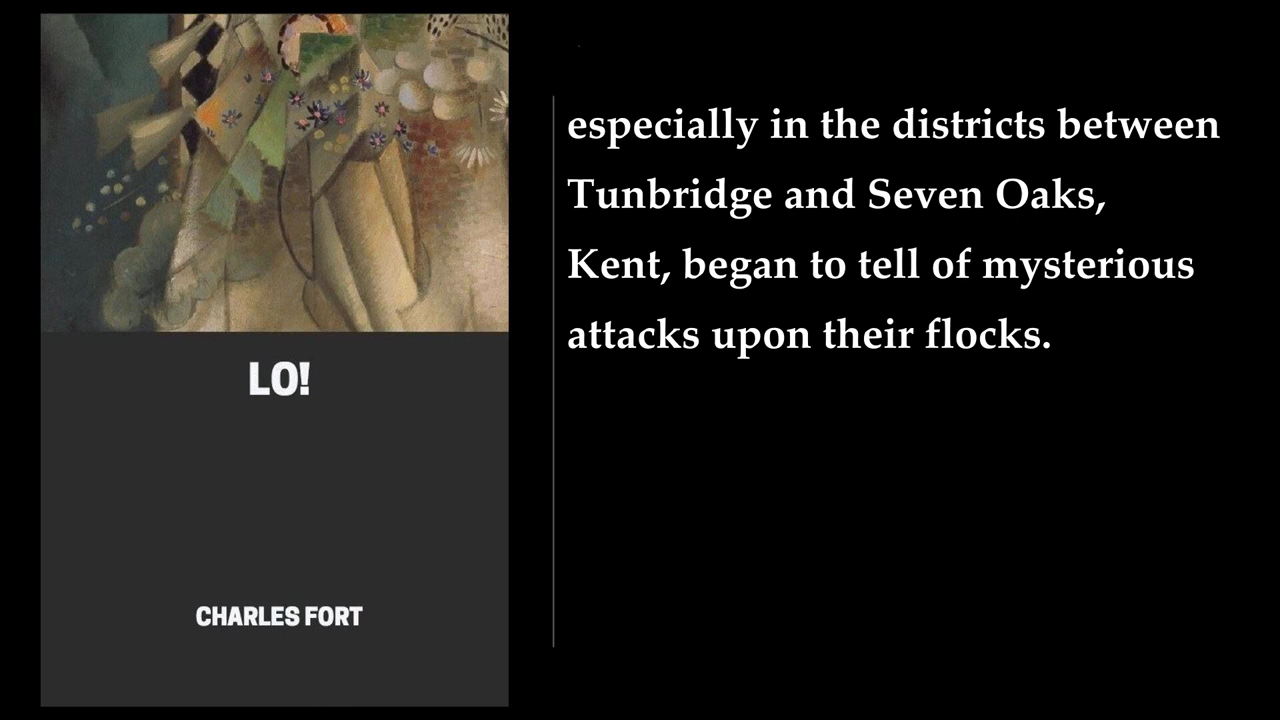 LO!
CHARLES FORT
especially in the districts between
Tunbridge and Seven Oaks,
Kent, began to tell of mysterious
attacks upon their flocks.